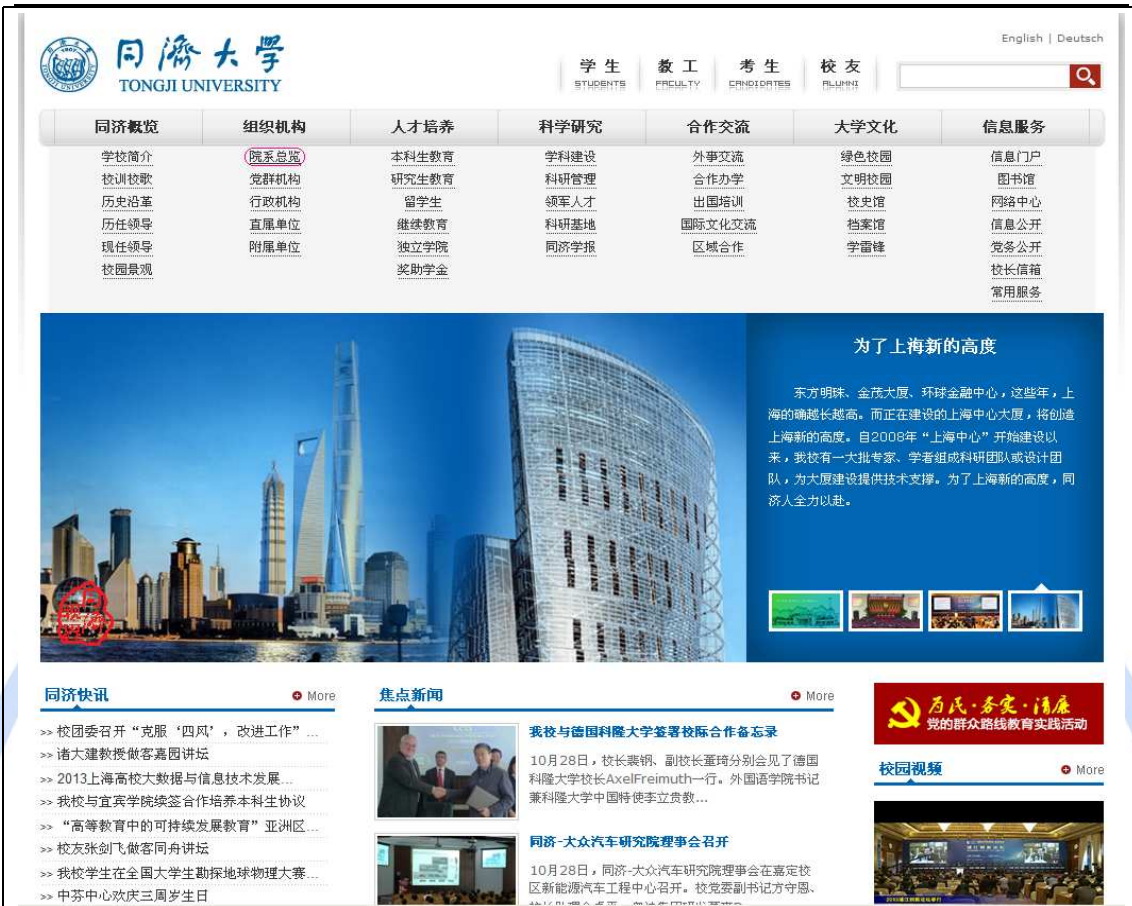 English | Deutsch
同濟大學
TONGJI UNIVERSITY
学生 教工 考生 校友
STUDENTS FACULTY CANDIDATES ALUMNI
同济概览 组织机构 人才培养 科学研究 合作交流 大学文化 信息服务
学校简介 院系总览 本科生教育 学科建设 外事交流 绿色校园 信息门户
校训校歌 党群机构 研究生教育 科研管理 合作办学 文明校园 图书馆
历史沿革 行政机构 留学生 领军人才 出国培训 校史馆 网络中心
历任领导 直属单位 继续教育 科研基地 国际文化交流 档案馆 信息公开
现任领导 附属单位 独立学院 同济学报 区域合作 学雷锋 党务公开
校园景观 奖助学金 校长信箱
常用服务
为了上海新的高度
东方明珠、金茂大厦、环球金融中心，这些年，上
海的确越长越高。而正在建设的上海中心大厦，将创造
上海新的高度。自2008年“上海中心”开始建设以
来，我校有一大批专家、学者组成科研团队或设计团
队，为大厦建设提供技术支撑。为了上海新的高度，同
济人全力以赴。
同济快讯 More
>> 校团委召开“克服‘四风’，改进工作”...
>> 诸大建教授做客嘉园讲坛
>> 2013上海高校大数据与信息技术发展...
>> 我校与宜宾学院续签合作培养本科生协议
>> “高等教育中的可持续发展教育”亚洲区...
>> 校友张剑飞做客同舟讲坛
>> 我校学生在全国大学生勘探地球物理大赛...
>> 中芬中心欢庆三周岁生日
焦点新闻 More
我校与德国科隆大学签署校际合作备忘录
10月28日，校长裴钢、副校长董琦分别会见了德国
科隆大学校长AxelFreimuth一行。外国语学院书记
兼科隆大学中国特使李立贵教...
同济-大众汽车研究院理事会召开
10月28日，同济-大众汽车研究院理事会在嘉定校
区新能源汽车工程中心召开。校党委副书记方守恩、
为民·务实·清廉
党的群众路线教育实践活动
校园视频 More